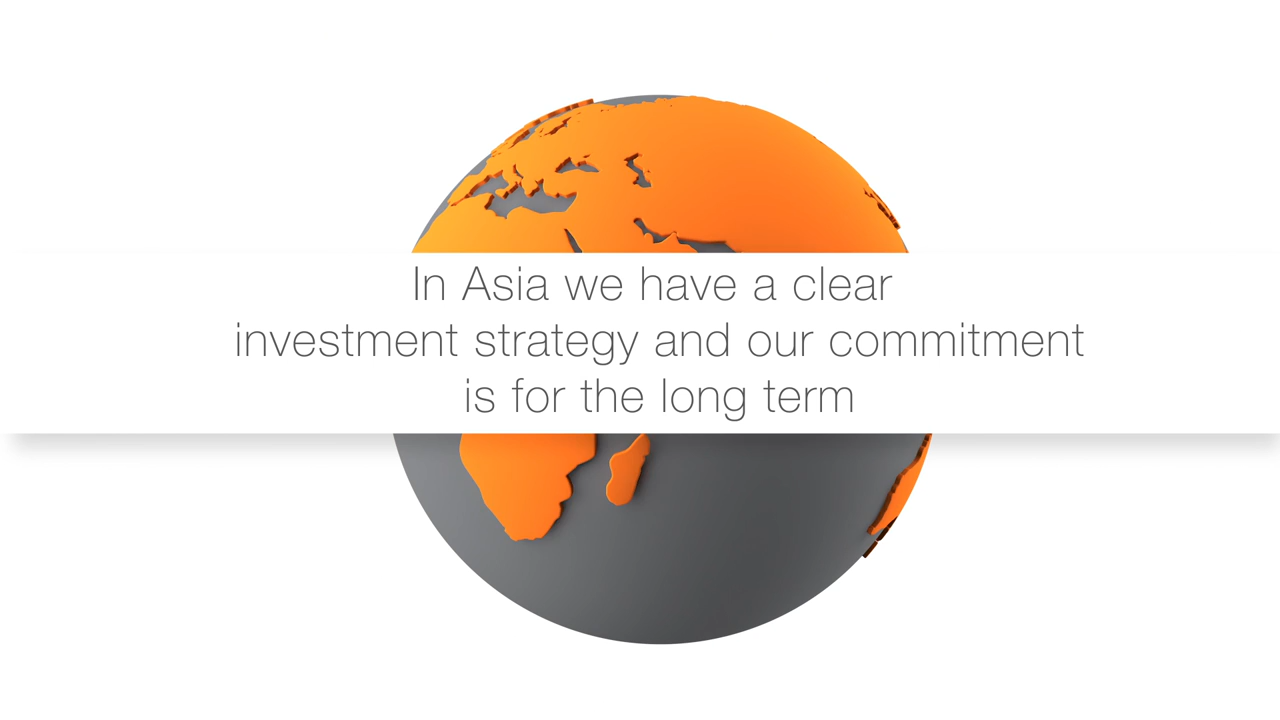 In Asia we have a clear
investment strategy and our commitment
is for the long term